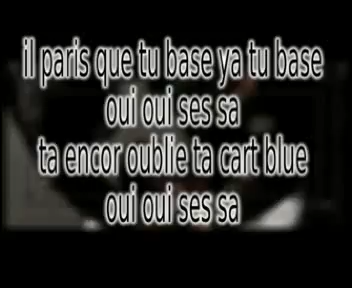 il paris que tu base ya tu base
oui oui ses sa
ta encor oublie ta cart blue
oui oui ses sa